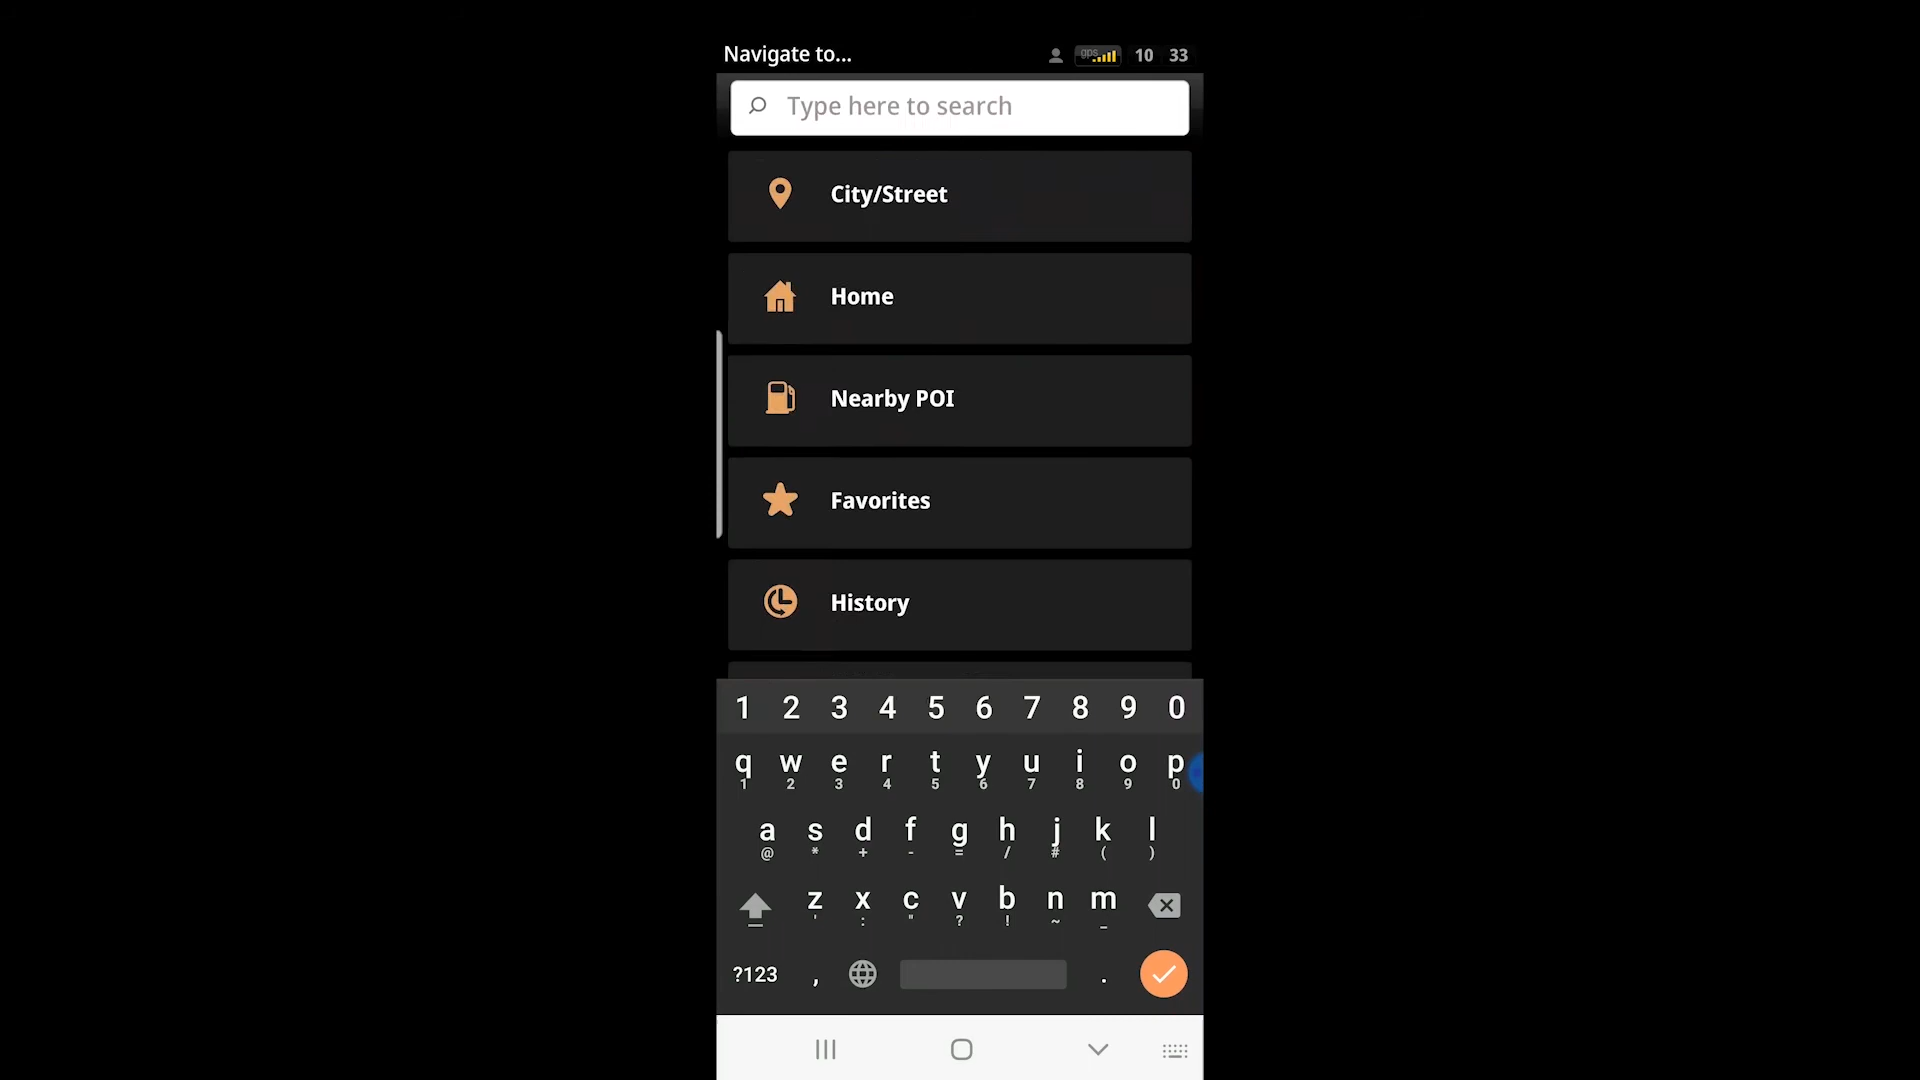 Navigate to...
gps 10 33
Type here to search
City/Street
Home
Nearby POI
Favorites
History
1 2 3 4 5 6 7 8 9 0
q w e r t y u i o p
1 2 3 4 5 6 7 8 9 0
a s d f g h j k l
@ * + - = / # ( )
z x c v b n m
' : " ? ! ~ _
?123 , .